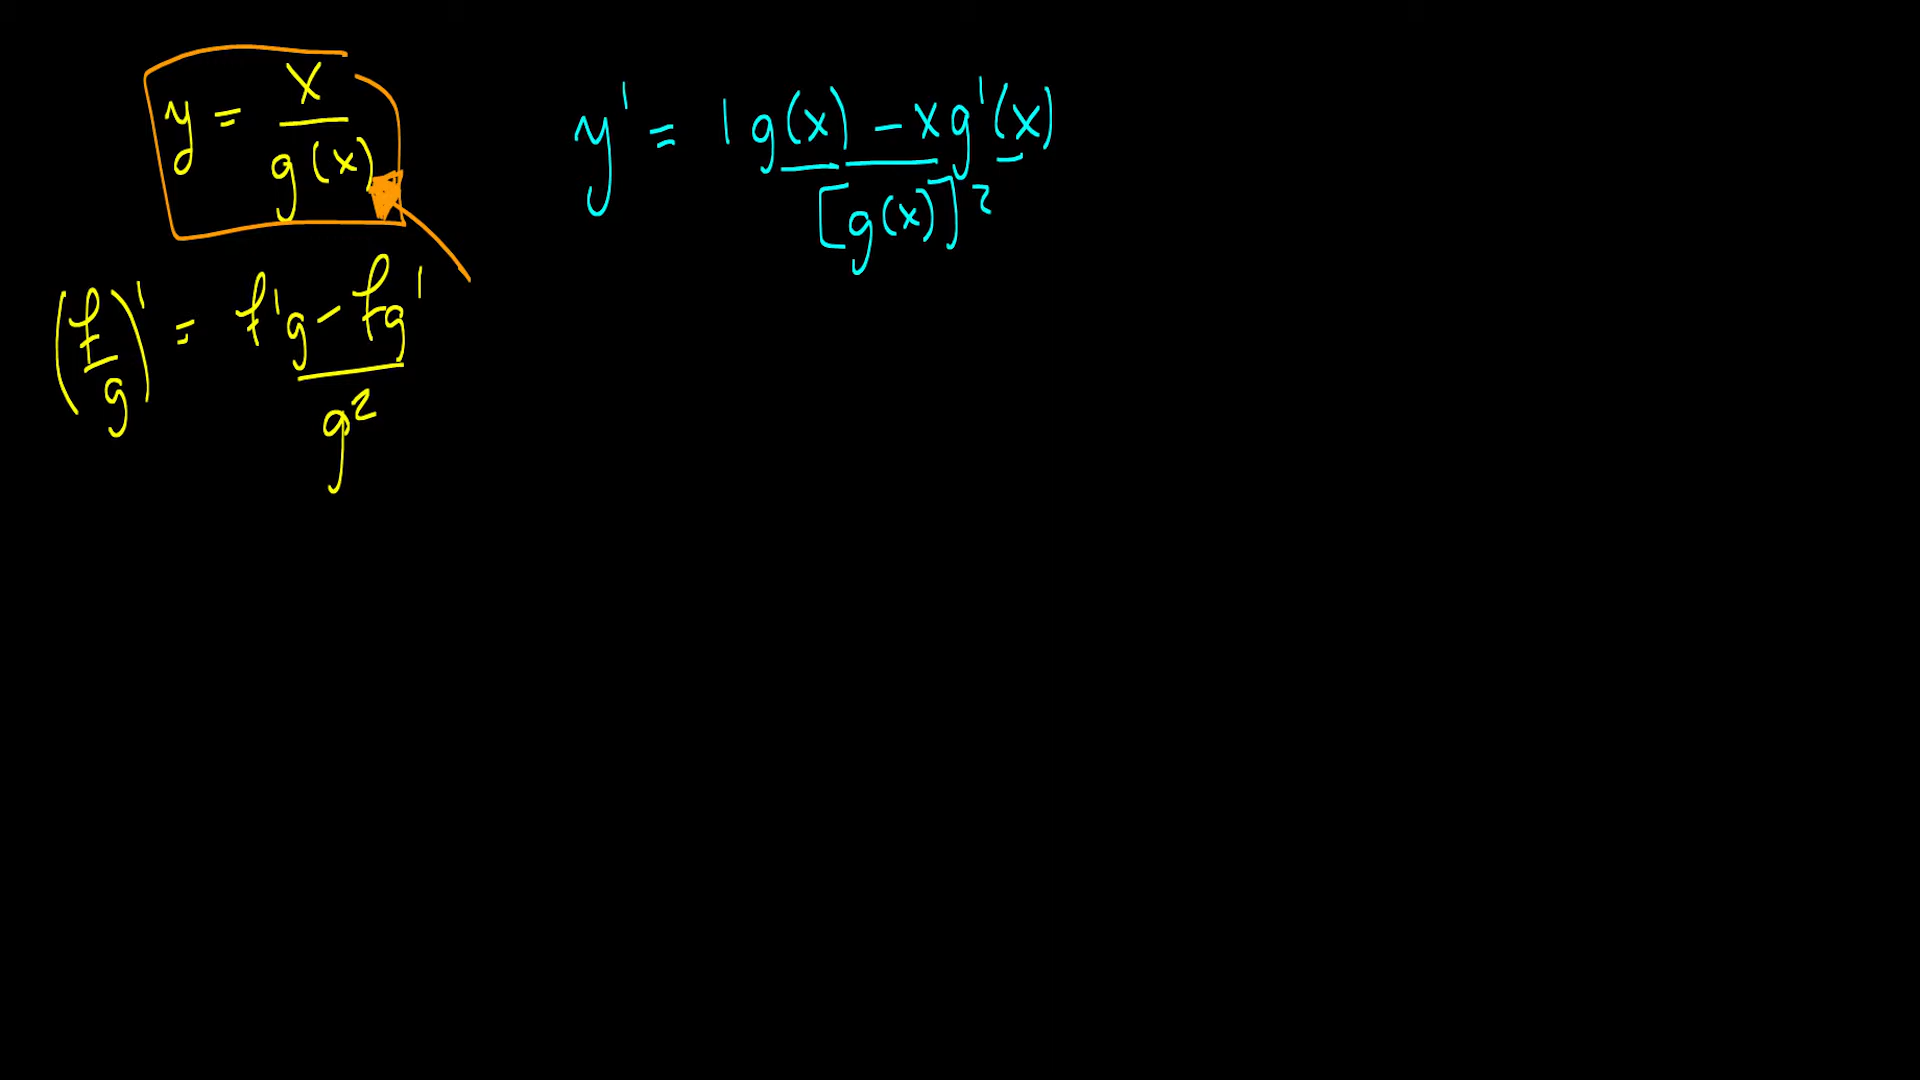 y = x / g(x)
y' = 1g(x) - xg'(x) / [g(x)]²
(f/g)' = f'g - fg' / g²